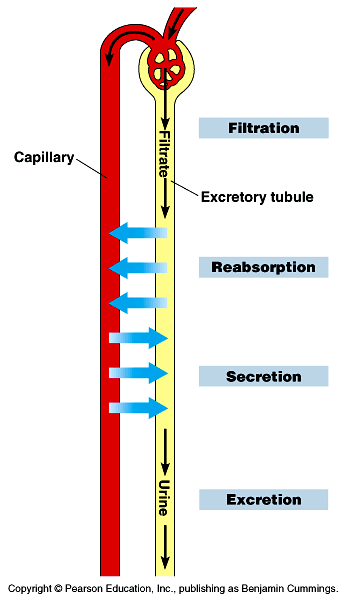 Filtration
Filtrate
Capillary
Excretory tubule
Reabsorption
Secretion
Urine
Excretion
Copyright © Pearson Education, Inc., publishing as Benjamin Cummings.